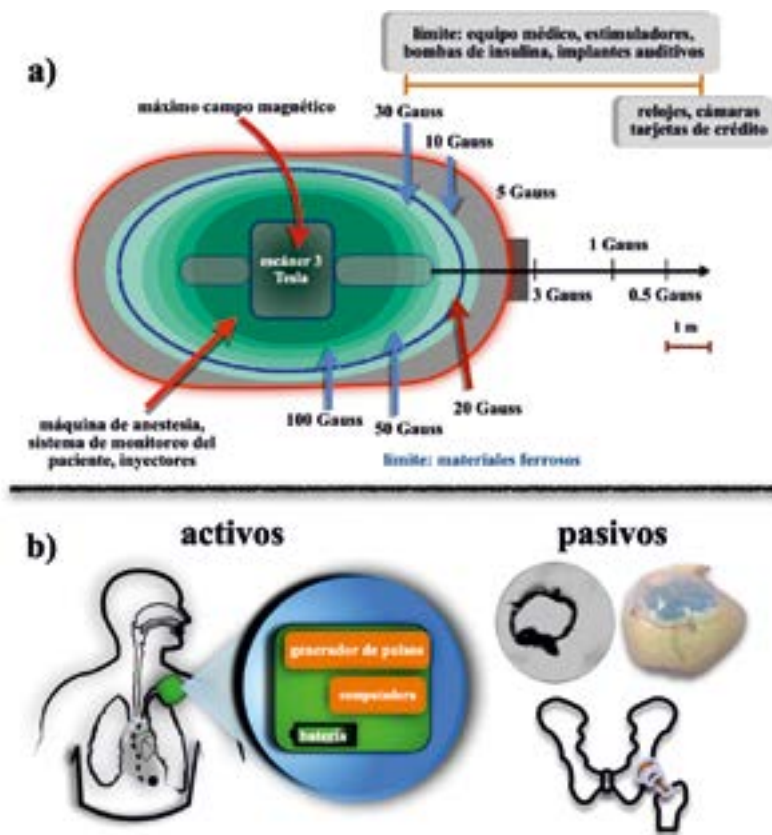 límite: equipo médico, estimuladores,
bombas de insulina, implantes auditivos
a)
máximo campo magnético
30 Gauss
relojes, cámaras
tarjetas de crédito
10 Gauss
5 Gauss
escáner 3
Tesla
1 Gauss
3 Gauss
0.5 Gauss
1 m
máquina de anestesia,
sistema de monitoreo del
paciente, inyectores
100 Gauss
50 Gauss
20 Gauss
límite: materiales ferrosos
b)
activos
pasivos
generador de pulsos
computadora
batería